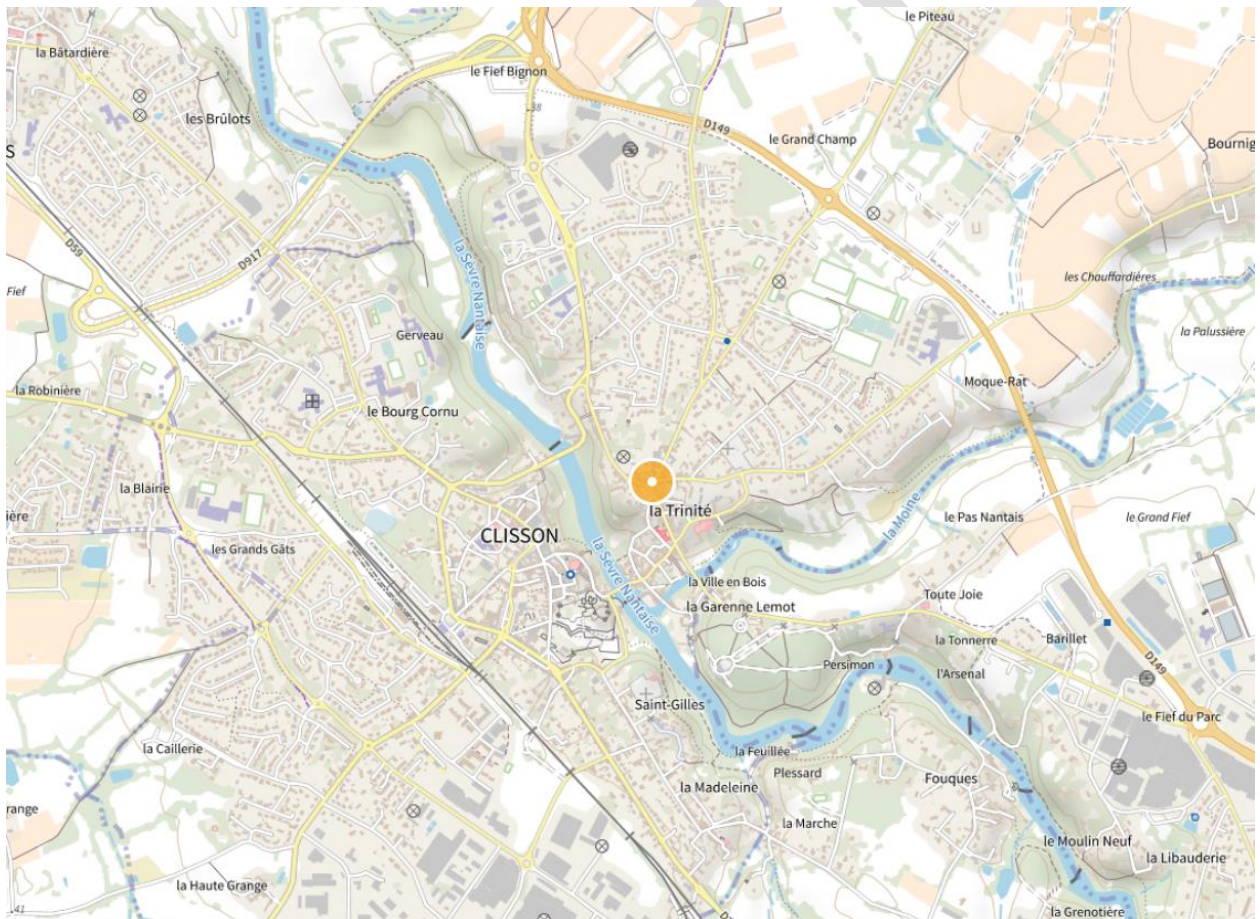 le Piteau
la Bâtardière
le Fief Bignon
38
les Brûlots
D149
le Grand Champ
S
Bournig
D59
D917
la Sèvre Nantaise
les Chauffardières
Fief
Gerveau
la Palussière
la Robinière
Moque-Rat
le Bourg Cornu
la Blairie
la Trinité
la Moine
le Pas Nantais
le Grand Fief
ière
CLISSON
les Grands Gâts
la Sèvre Nantaise
la Ville en Bois
Toute Joie
la Garenne Lemot
la Tonnerre
Barillet
Persimon
l'Arsenal
D149
Saint-Gilles
le Fief du Parc
la Caillerie
la Feuillée
Plessard
Fouques
la Madeleine
range
la Marche
le Moulin Neuf
la Libauderie
la Haute Grange
41
la Grenotière